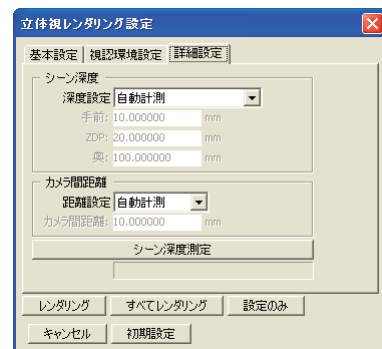 立体視レンダリング設定
基本設定 視認環境設定 詳細設定
シーン深度
深度設定 自動計測
手前: 10.000000 mm
ZDP: 20.000000 mm
奥: 100.000000 mm
カメラ間距離
距離設定 自動計測
カメラ間距離: 10.000000 mm
シーン深度測定
レンダリング すべてレンダリング 設定のみ
キャンセル 初期設定